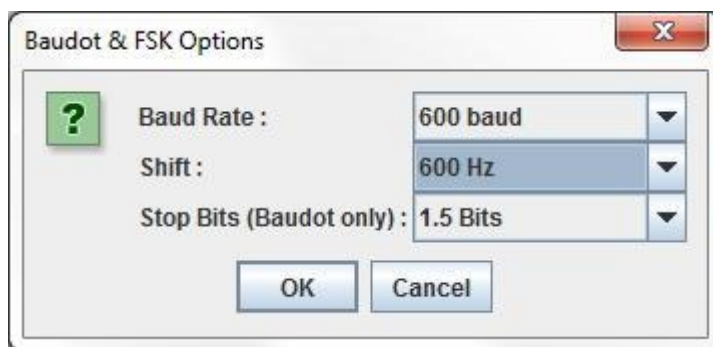 Baudot & FSK Options
?
Baud Rate : 600 baud
Shift : 600 Hz
Stop Bits (Baudot only) : 1.5 Bits
OK Cancel